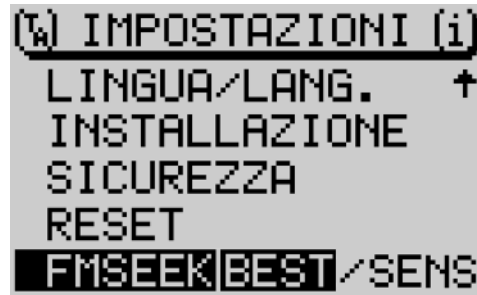 IMPOSTAZIONI (i)
LINGUA/LANG. ↑
INSTALLAZIONE
SICUREZZA
RESET
FMSEEK BEST/SENS